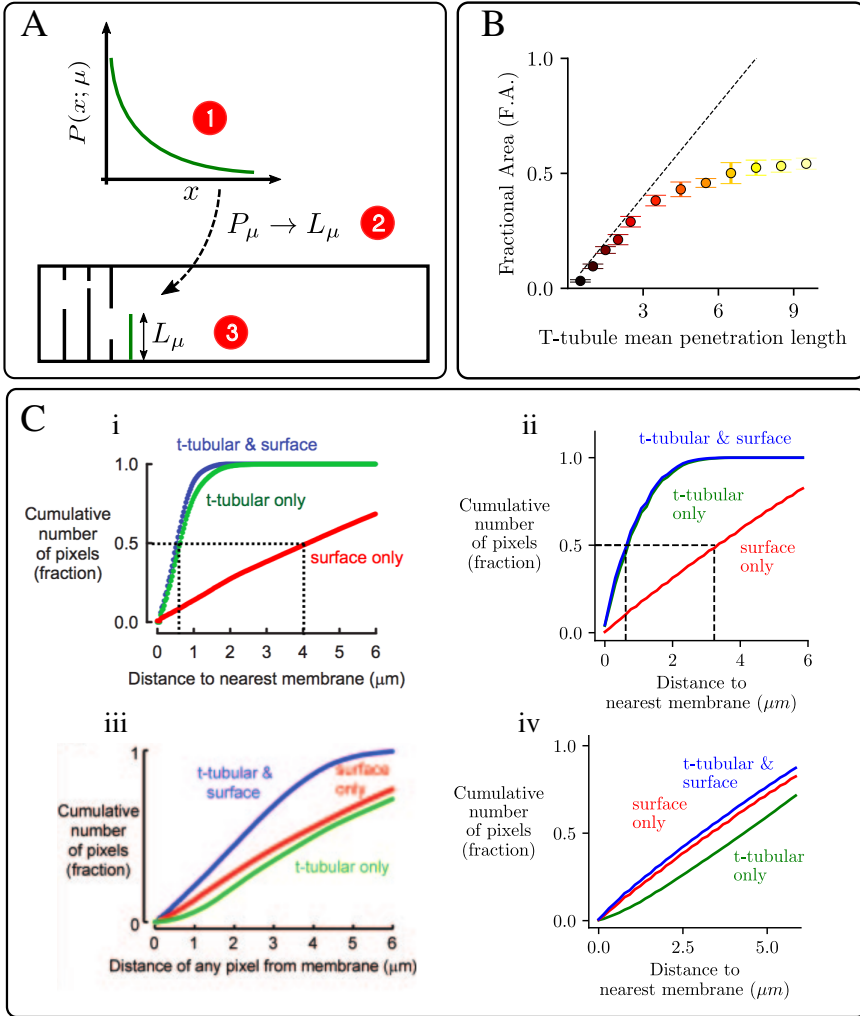 A
P(x; μ)
1
x
P_μ → L_μ
2
L_μ
3
B
Fractional Area (F.A.)
1.0
0.5
0.0
3
6
9
T-tubule mean penetration length
C
i
t-tubular & surface
t-tubular only
surface only
Cumulative
number
of pixels
(fraction)
1.0
0.5
0.0
0 1 2 3 4 5 6
Distance to nearest membrane (μm)
ii
t-tubular & surface
t-tubular
only
surface
only
Cumulative
number
of pixels
(fraction)
1.0
0.5
0.0
0 2 4 6
Distance to
nearest membrane (μm)
iii
t-tubular &
surface
surface
only
t-tubular only
Cumulative
number
of pixels
(fraction)
1
0
0 1 2 3 4 5 6
Distance of any pixel from membrane (μm)
iv
t-tubular &
surface
surface
only
t-tubular
only
Cumulative
number
of pixels
(fraction)
1.0
0.5
0.0
0.0 2.5 5.0
Distance to
nearest membrane (μm)